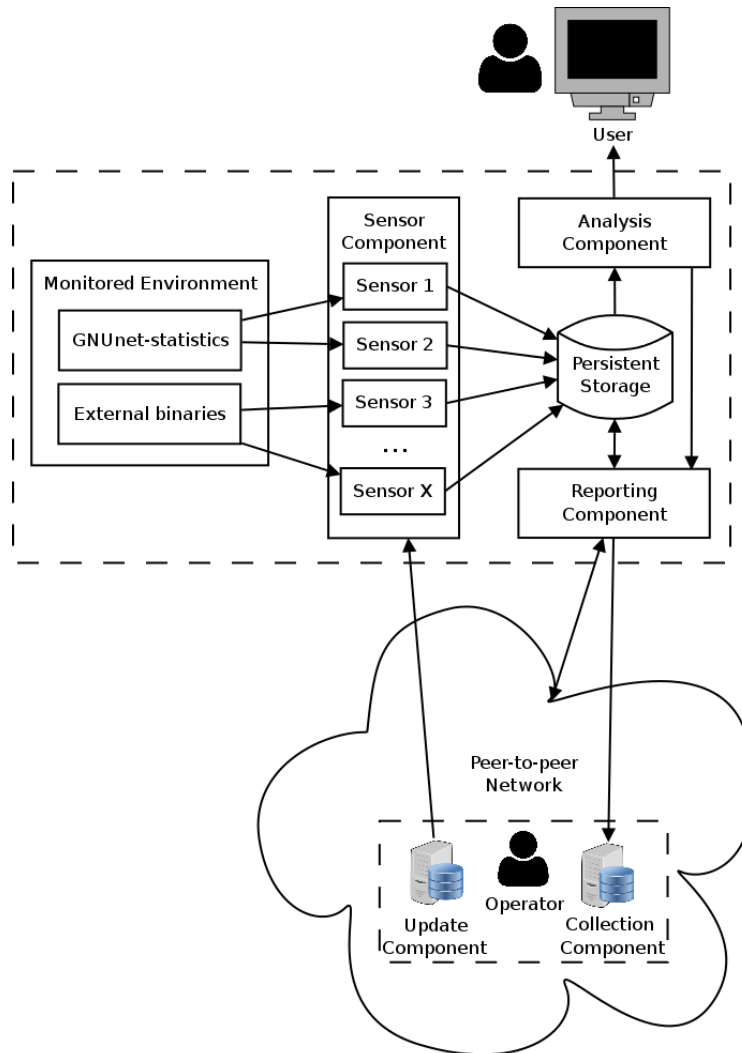 User
Sensor
Component
Analysis
Component
Monitored Environment
Sensor 1
GNUnet-statistics
Sensor 2
Persistent
Storage
External binaries
Sensor 3
...
Sensor X
Reporting
Component
Peer-to-peer
Network
Operator
Update
Component
Collection
Component